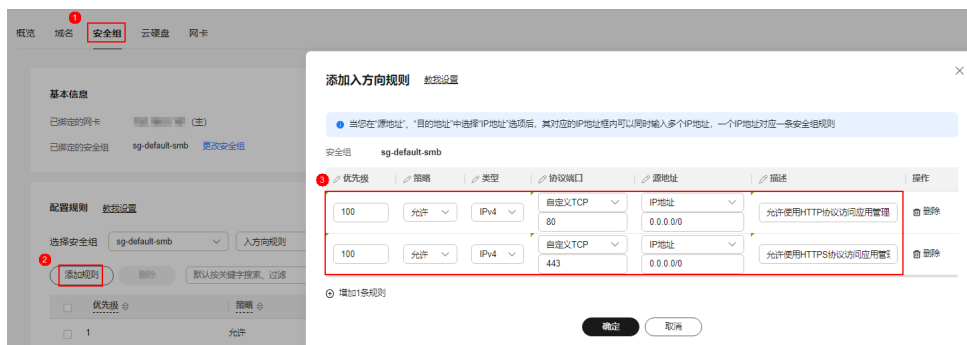 1
概览 域名 安全组 云硬盘 网卡
基本信息
已绑定的网卡 (主)
已绑定的安全组 sg-default-smb 更改安全组
配置规则 教我设置
选择安全组 sg-default-smb 入方向规则
2
添加规则 删除 默认按关键字搜索、过滤
优先级 策略
1 允许
添加入方向规则 教我设置
当您在“源地址”、“目的地址”中选择“IP地址”选项后，其对应的IP地址框内可以同时输入多个IP地址，一个IP地址对应一条安全组规则
安全组 sg-default-smb
3 优先级 策略 类型 协议端口 源地址 描述 操作
100 允许 IPv4 自定义TCP IP地址 允许使用HTTP协议访问应用管理 删除
80 0.0.0.0/0
100 允许 IPv4 自定义TCP IP地址 允许使用HTTPS协议访问应用管 删除
443 0.0.0.0/0
增加1条规则
确定 取消